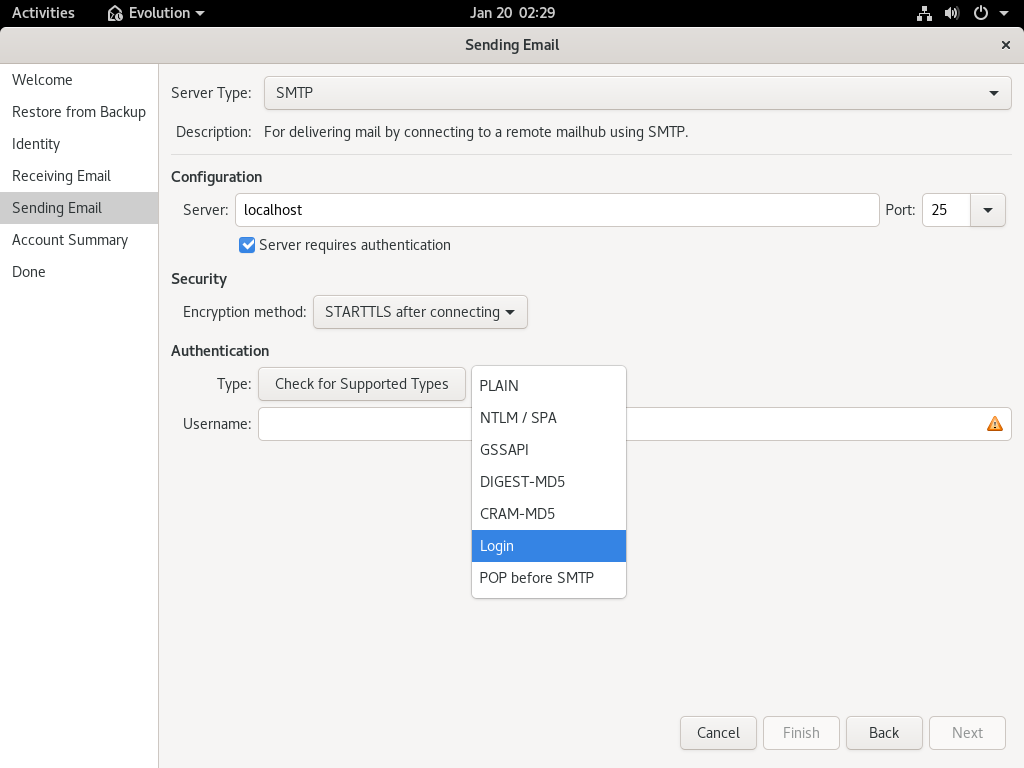 Activities Evolution Jan 20 02:29
Sending Email
Welcome
Restore from Backup
Identity
Receiving Email
Sending Email
Account Summary
Done
Server Type: SMTP
Description: For delivering mail by connecting to a remote mailhub using SMTP.
Configuration
Server: localhost Port: 25
Server requires authentication
Security
Encryption method: STARTTLS after connecting
Authentication
Type: Check for Supported Types
Username:
PLAIN
NTLM / SPA
GSSAPI
DIGEST-MD5
CRAM-MD5
Login
POP before SMTP
Cancel Finish Back Next